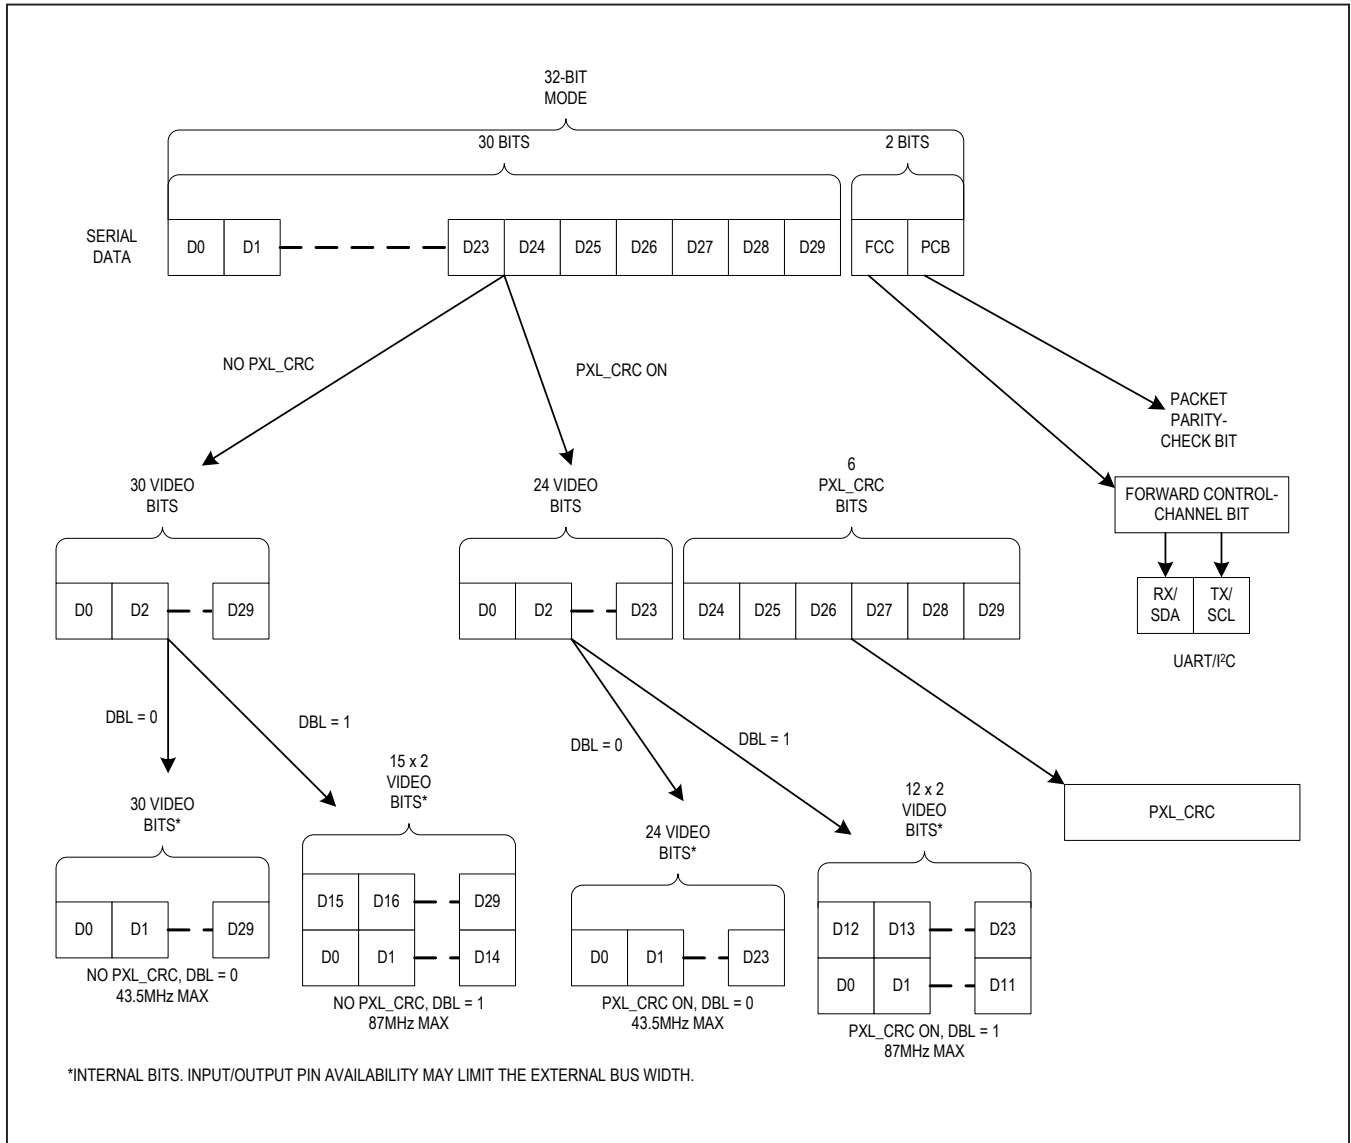 32-BIT
MODE
30 BITS
2 BITS
SERIAL
DATA
D0
D1
D23
D24
D25
D26
D27
D28
D29
FCC
PCB
NO PXL_CRC
PXL_CRC ON
PACKET
PARITY-
CHECK BIT
30 VIDEO
BITS
24 VIDEO
BITS
6
PXL_CRC
BITS
FORWARD CONTROL-
CHANNEL BIT
D0
D2
D29
D0
D2
D23
D24
D25
D26
D27
D28
D29
RX/
SDA
TX/
SCL
UART/I²C
DBL = 0
DBL = 1
DBL = 0
DBL = 1
30 VIDEO
BITS*
15 x 2
VIDEO
BITS*
24 VIDEO
BITS*
12 x 2
VIDEO
BITS*
PXL_CRC
D0
D1
D29
NO PXL_CRC, DBL = 0
43.5MHz MAX
D15
D16
D29
D0
D1
D14
NO PXL_CRC, DBL = 1
87MHz MAX
D0
D1
D23
PXL_CRC ON, DBL = 0
43.5MHz MAX
D12
D13
D23
D0
D1
D11
PXL_CRC ON, DBL = 1
87MHz MAX
*INTERNAL BITS. INPUT/OUTPUT PIN AVAILABILITY MAY LIMIT THE EXTERNAL BUS WIDTH.